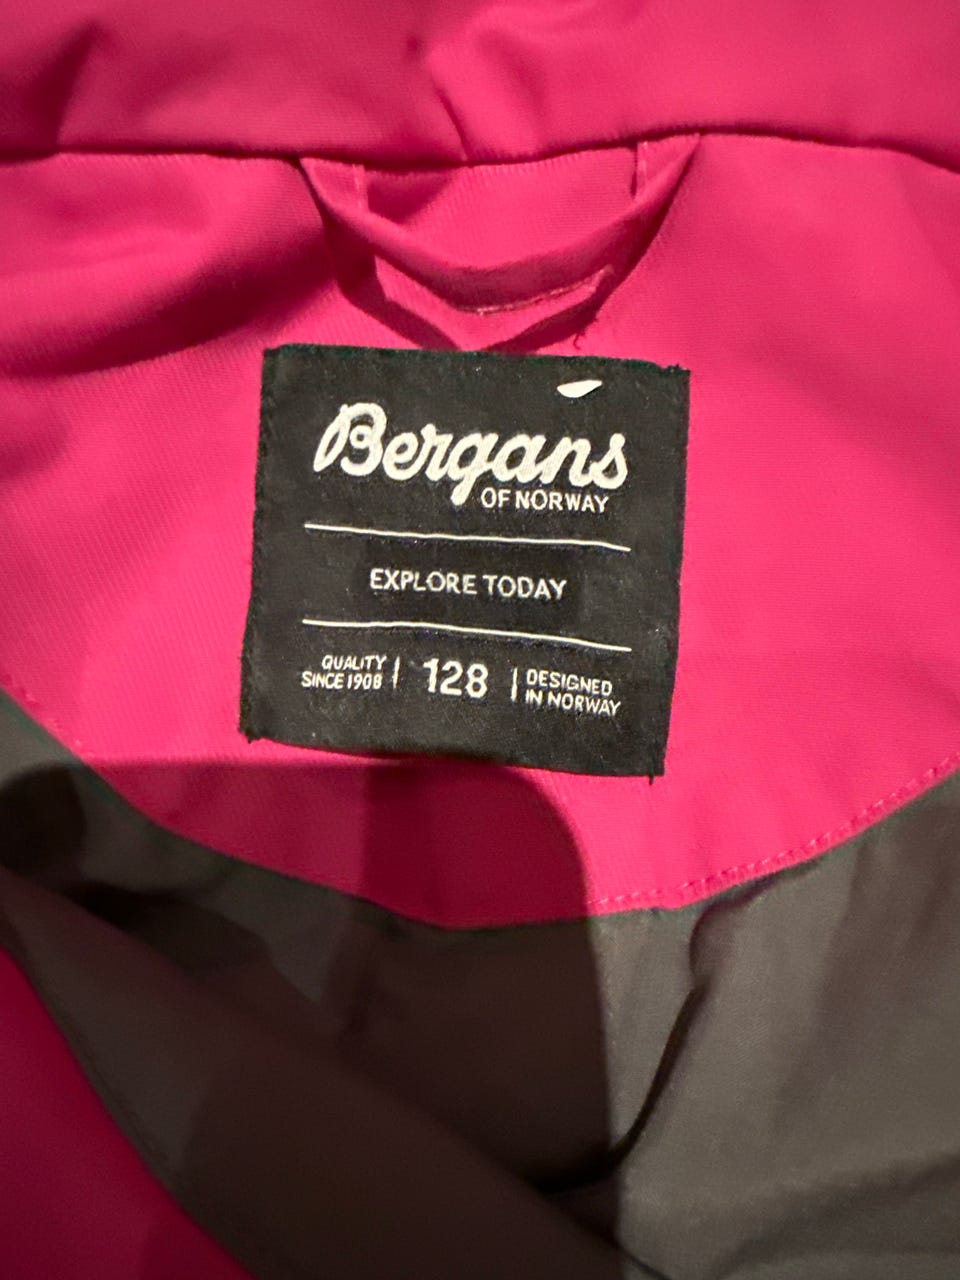 Bergans
OF NORWAY
EXPLORE TODAY
QUALITY
SINCE 1908
128
DESIGNED
IN NORWAY